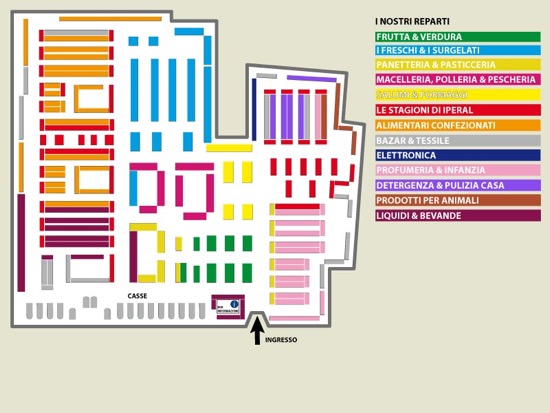 I NOSTRI REPARTI
FRUTTA & VERDURA
I FRESCHI & I SURGELATI
PANETTERIA & PASTICCERIA
MACELLERIA, POLLERIA & PESCHERIA
SALUMI & FORMAGGI
LE STAGIONI DI IPERAL
ALIMENTARI CONFEZIONATI
BAZAR & TESSILE
ELETTRONICA
PROFUMERIA & INFANZIA
DETERGENZA & PULIZIA CASA
PRODOTTI PER ANIMALI
LIQUIDI & BEVANDE
CASSE
BOX
INFORMAZIONI
INGRESSO